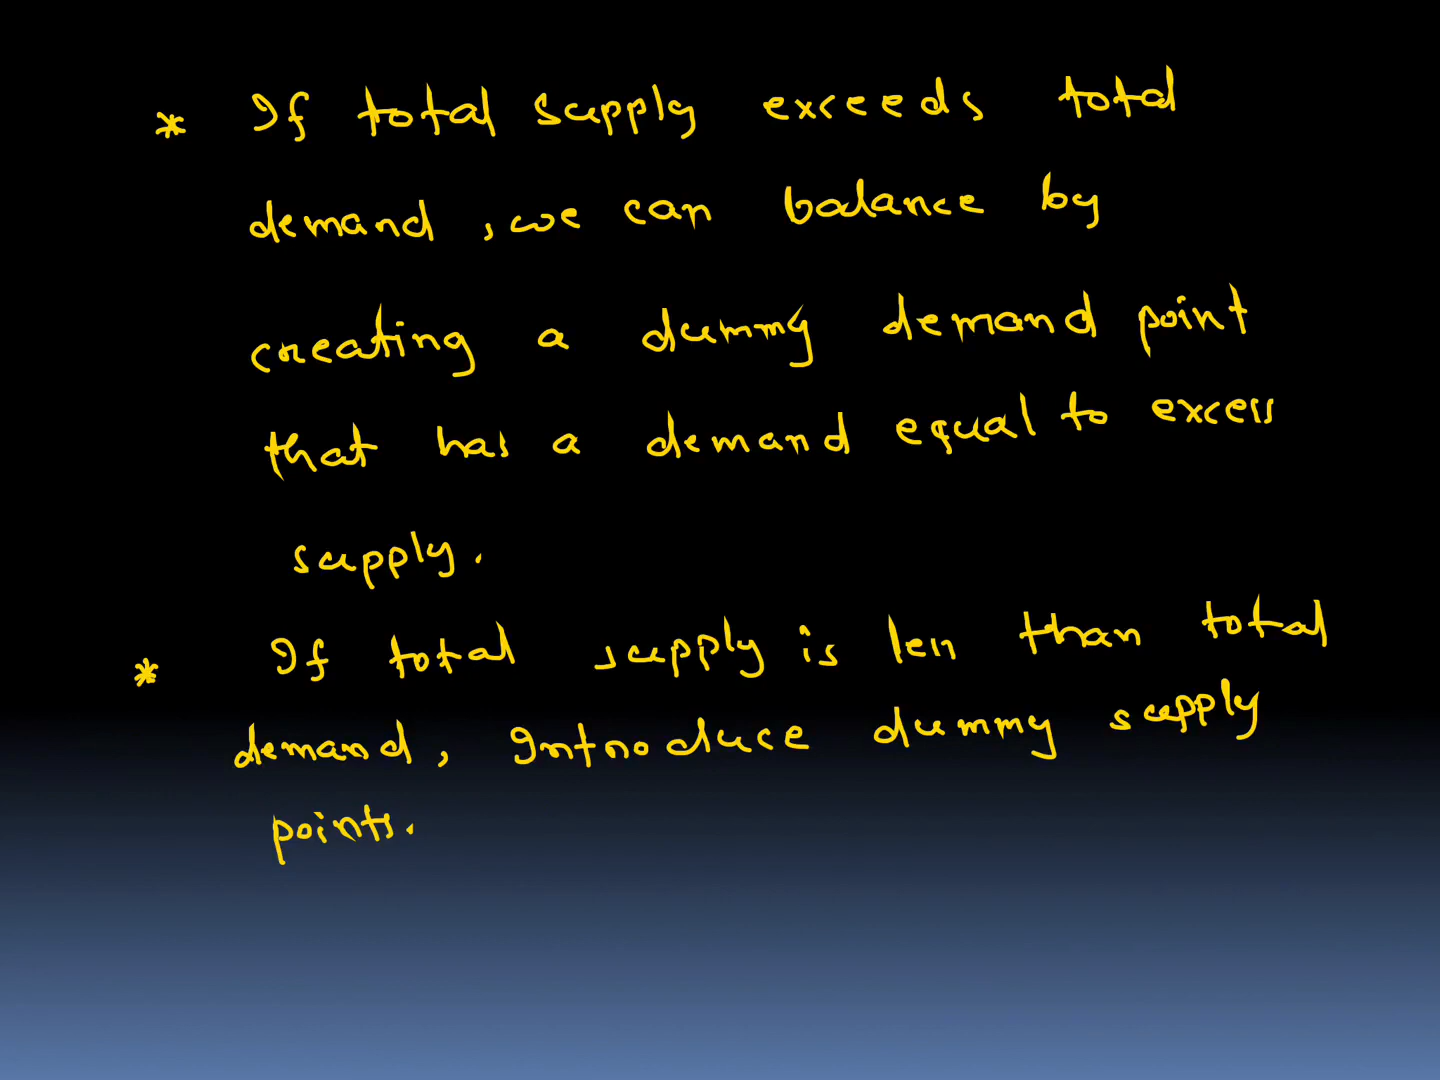 * If total supply exceeds total
demand, we can balance by
creating a dummy demand point
that has a demand equal to excess
supply.
* If total supply is less than total
demand, Introduce dummy supply
points.